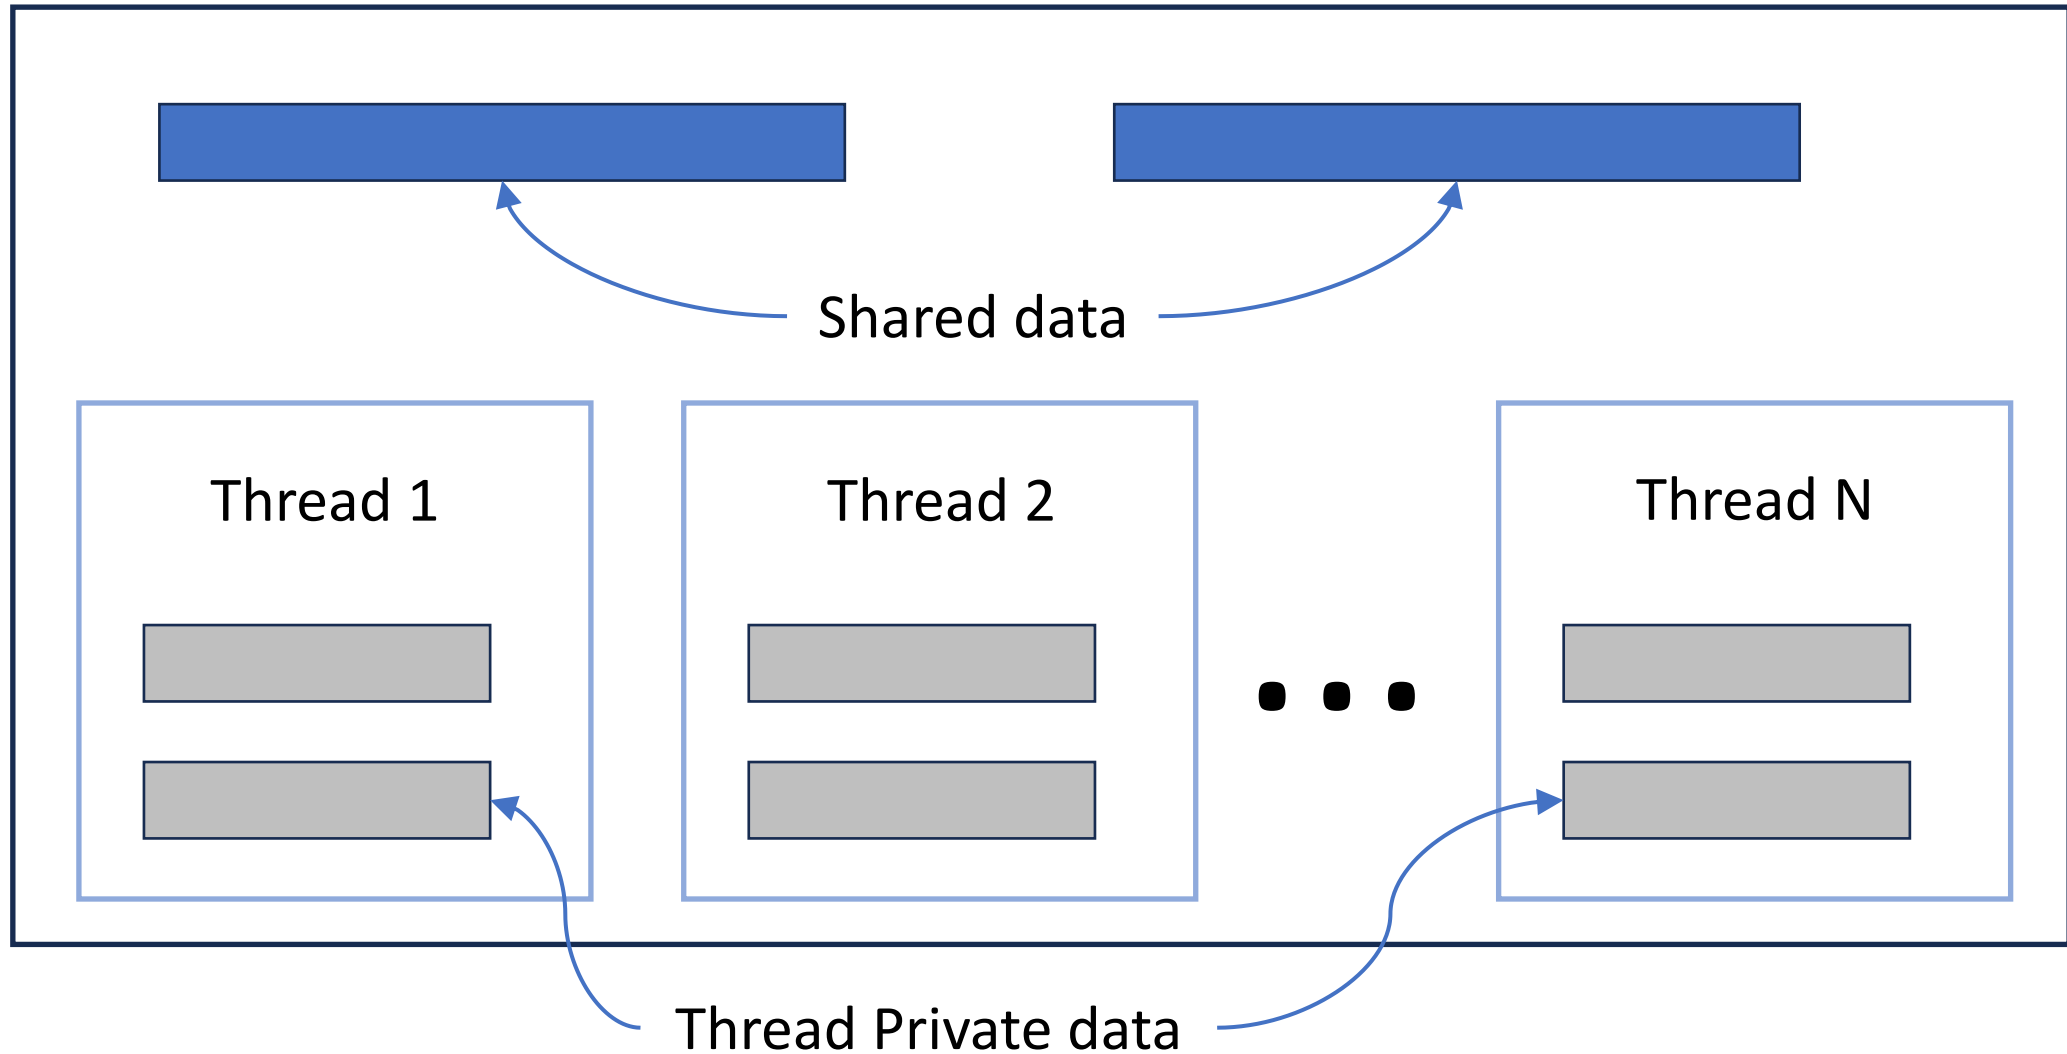 Shared data
Thread 1
Thread 2
Thread N
...
Thread Private data